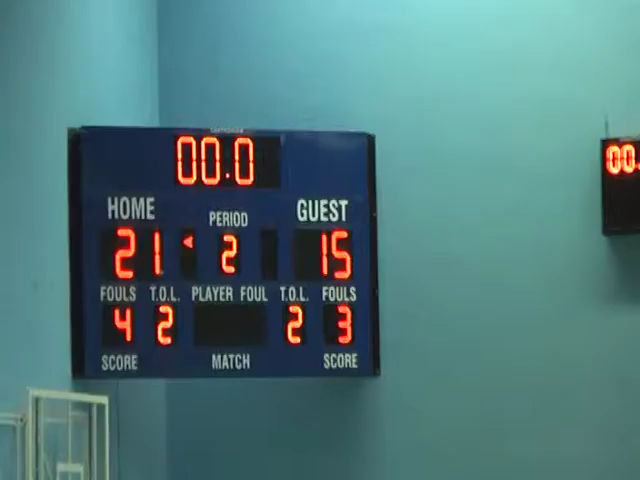 00.0
HOME PERIOD GUEST
21 2 15
FOULS T.O.L. PLAYER FOUL T.O.L. FOULS
4 2 2 3
SCORE MATCH SCORE
00.